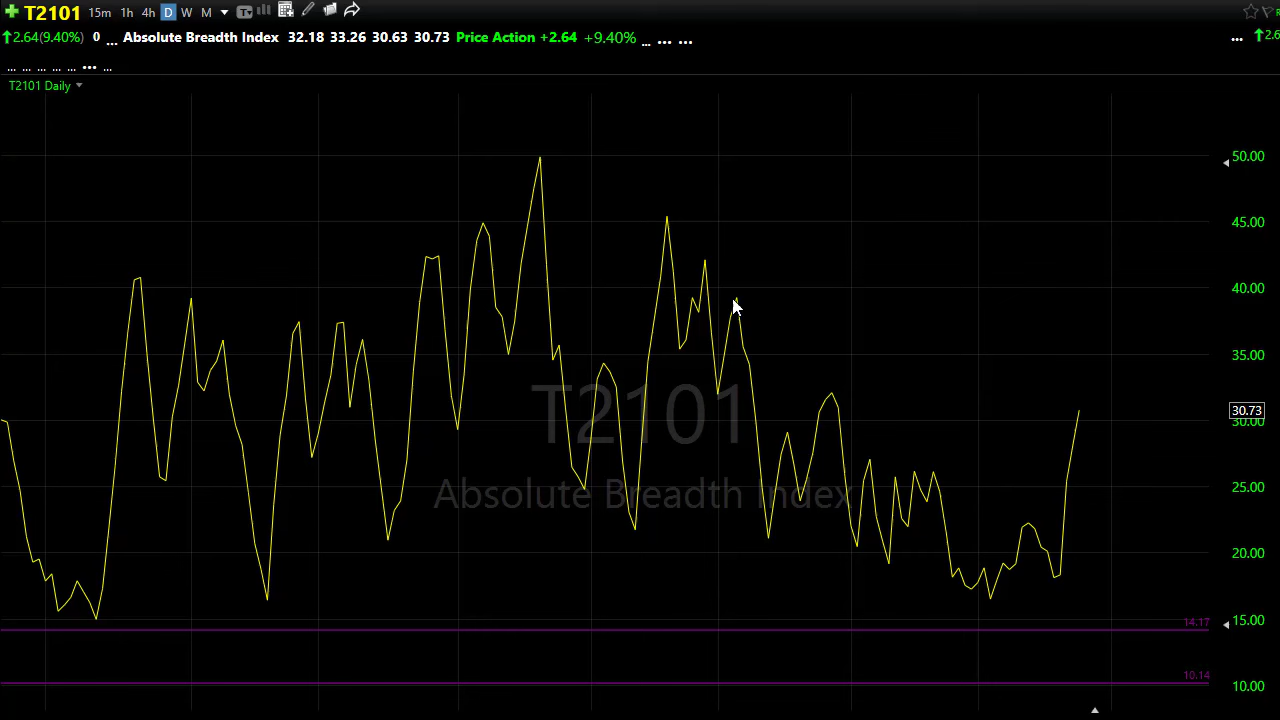 T2101 15m 1h 4h D W M T
2.64(9.40%) 0 ... Absolute Breadth Index 32.18 33.26 30.63 30.73 Price Action +2.64 +9.40% ... ... ... ... 2.6
... ... ... ... ... ... ...
T2101 Daily
50.00
45.00
40.00
35.00
T2101
30.73
30.00
Absolute Breadth Index
25.00
20.00
14.17
15.00
10.14
10.00